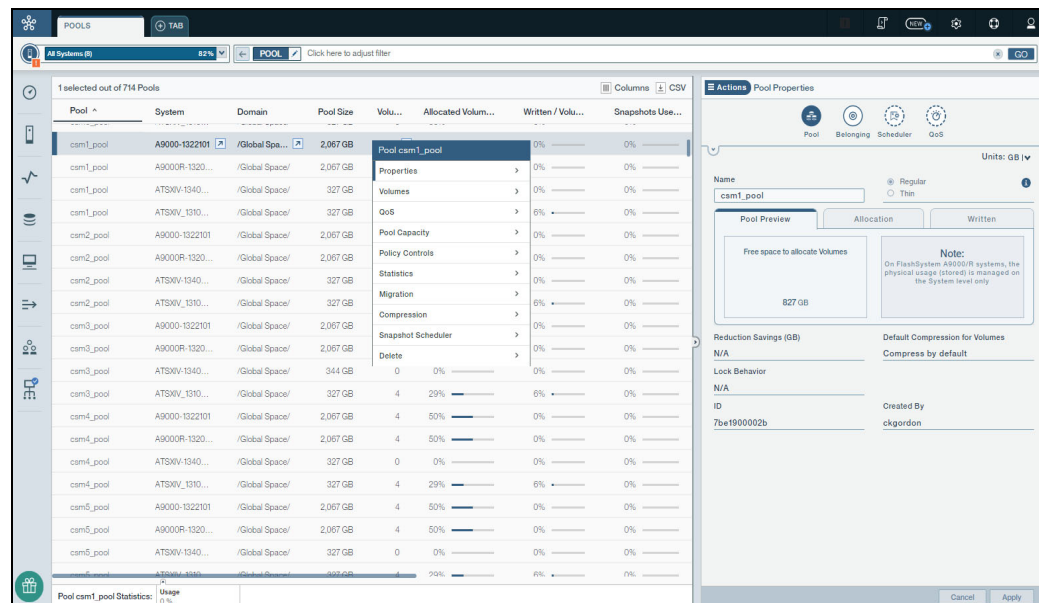 POOLS
TAB
NEW
All Systems (8) 82% POOL Click here to adjust filter GO
1 selected out of 714 Pools Columns CSV
Pool System Domain Pool Size Volu... Allocated Volum... Written / Volu... Snapshots Use...
csm1_pool A9000-1322101 /Global Spa... 2,067 GB 0% 0%
csm1_pool A9000R-1320... /Global Space/ 2,067 GB 0% 0%
csm1_pool ATSXIV-1340... /Global Space/ 327 GB 0% 0%
csm1_pool ATSXIV_1310... /Global Space/ 327 GB 6% 0%
csm2_pool A9000-1322101 /Global Space/ 2,067 GB 0% 0%
csm2_pool A9000R-1320... /Global Space/ 2,067 GB 0% 0%
csm2_pool ATSXIV-1340... /Global Space/ 327 GB 0% 0%
csm2_pool ATSXIV_1310... /Global Space/ 327 GB 6% 0%
csm3_pool A9000-1322101 /Global Space/ 2,067 GB 0% 0%
csm3_pool A9000R-1320... /Global Space/ 2,067 GB 0% 0%
csm3_pool ATSXIV-1340... /Global Space/ 344 GB 0 0% 0% 0%
csm3_pool ATSXIV_1310... /Global Space/ 327 GB 4 29% 6% 0%
csm4_pool A9000-1322101 /Global Space/ 2,067 GB 4 50% 0% 0%
csm4_pool A9000R-1320... /Global Space/ 2,067 GB 4 50% 0% 0%
csm4_pool ATSXIV-1340... /Global Space/ 327 GB 0 0% 0% 0%
csm4_pool ATSXIV_1310... /Global Space/ 327 GB 4 29% 6% 0%
csm5_pool A9000-1322101 /Global Space/ 2,067 GB 4 50% 0% 0%
csm5_pool A9000R-1320... /Global Space/ 2,067 GB 4 50% 0% 0%
csm5_pool ATSXIV-1340... /Global Space/ 327 GB 0 0% 0% 0%
Pool csm1_pool
Properties
Volumes
QoS
Pool Capacity
Policy Controls
Statistics
Migration
Compression
Snapshot Scheduler
Delete
Pool csm1_pool Statistics: Usage
0 %
Actions Pool Properties
Pool Belonging Scheduler QoS
Units: GB
Name
csm1_pool
Regular
Thin
Pool Preview Allocation Written
Free space to allocate Volumes
827 GB
Note:
On FlashSystem A9000/R systems, the
physical usage (stored) is managed on
the System level only
Reduction Savings (GB) Default Compression for Volumes
N/A Compress by default
Lock Behavior
N/A
ID Created By
7be1900002b ckgordon
Cancel Apply